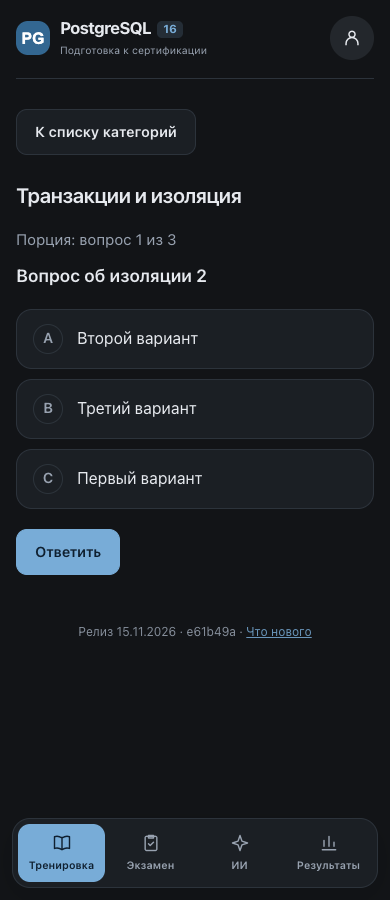 PG
PostgreSQL 16
Подготовка к сертификации
К списку категорий
Транзакции и изоляция
Порция: вопрос 1 из 3
Вопрос об изоляции 2
A Второй вариант
B Третий вариант
C Первый вариант
Ответить
Релиз 15.11.2026 · e61b49a · Что нового
Тренировка Экзамен ИИ Результаты